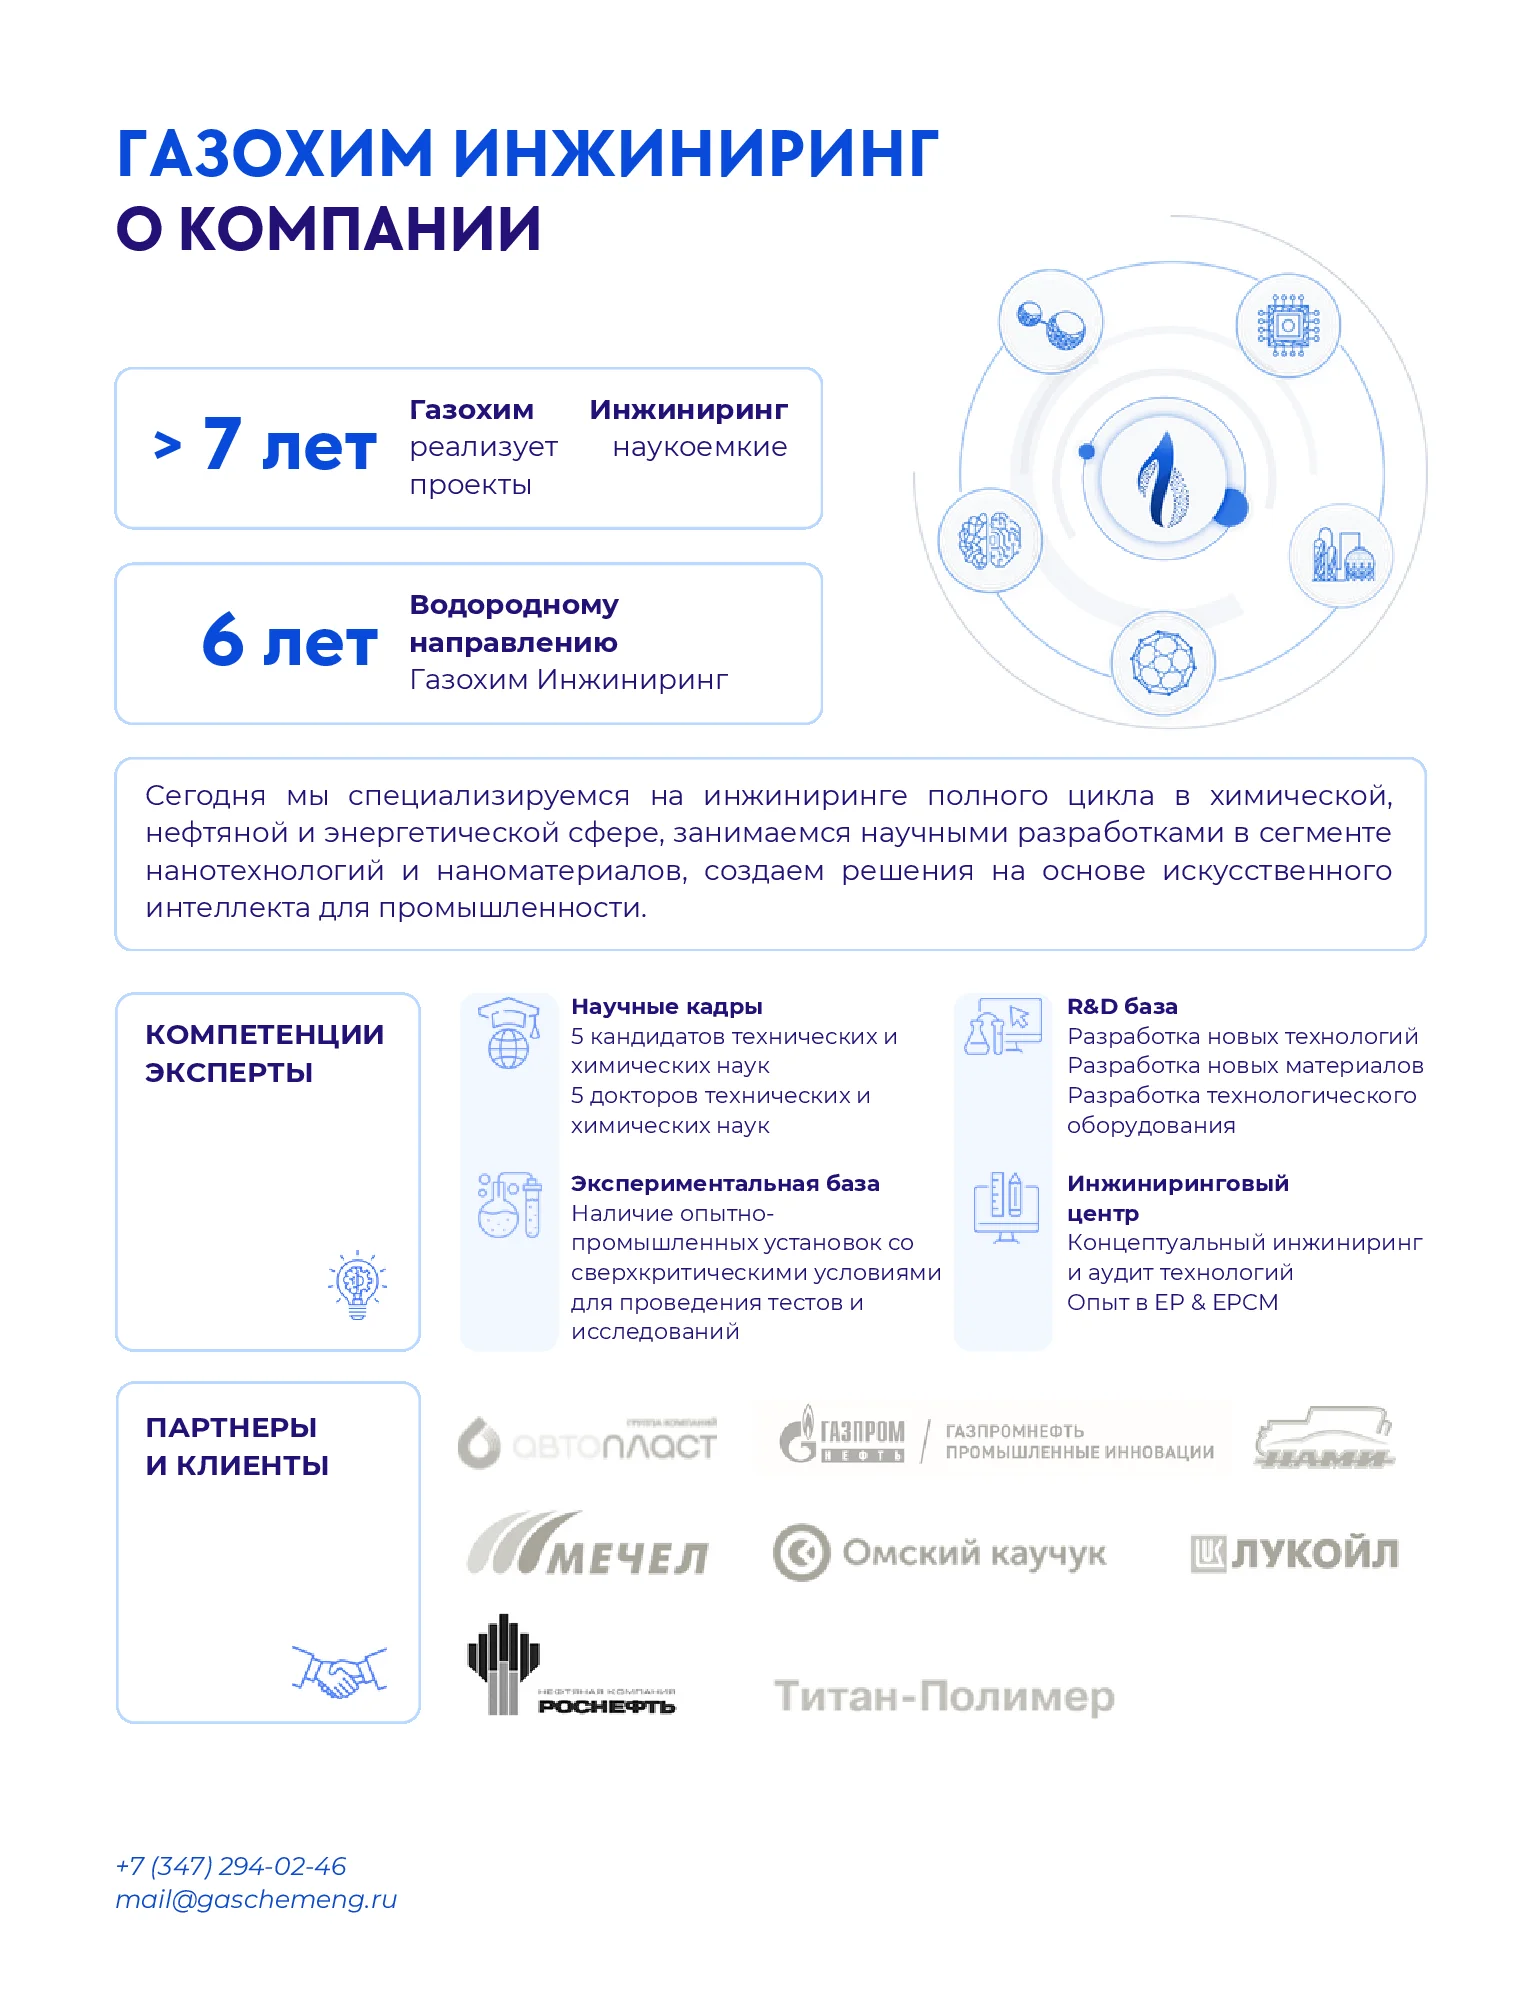 ГАЗОХИМ ИНЖИНИРИНГ
О КОМПАНИИ
> 7 лет
Газохим Инжиниринг
реализует наукоемкие
проекты
6 лет
Водородному
направлению
Газохим Инжиниринг
Сегодня мы специализируемся на инжиниринге полного цикла в химической,
нефтяной и энергетической сфере, занимаемся научными разработками в сегменте
нанотехнологий и наноматериалов, создаем решения на основе искусственного
интеллекта для промышленности.
КОМПЕТЕНЦИИ
ЭКСПЕРТЫ
Научные кадры
5 кандидатов технических и
химических наук
5 докторов технических и
химических наук
Экспериментальная база
Наличие опытно-
промышленных установок со
сверхкритическими условиями
для проведения тестов и
исследований
R&D база
Разработка новых технологий
Разработка новых материалов
Разработка технологического
оборудования
Инжиниринговый
центр
Концептуальный инжиниринг
и аудит технологий
Опыт в EP & EPCM
ПАРТНЕРЫ
И КЛИЕНТЫ
ГРУППА КОМПАНИЙ
автопласт
ГАЗПРОМ
НЕФТЬ
ГАЗПРОМНЕФТЬ
ПРОМЫШЛЕННЫЕ ИННОВАЦИИ
НАМИ
МЕЧЕЛ
Омский каучук
ЛУКОЙЛ
НЕФТЯНАЯ КОМПАНИЯ
РОСНЕФТЬ
Титан-Полимер
+7 (347) 294-02-46
mail@gaschemeng.ru